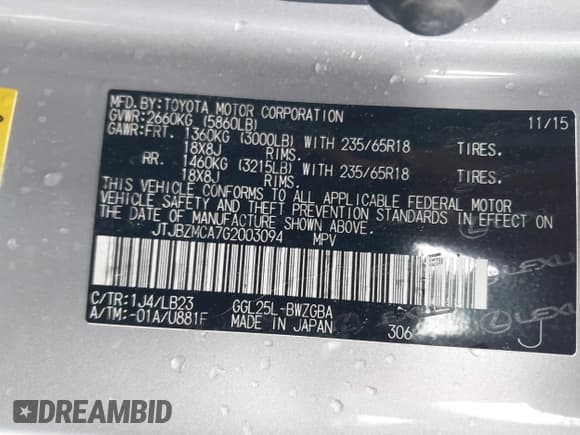 MFD. BY: TOYOTA MOTOR CORPORATION 11/15
GVWR: 2660KG (5860LB)
GAWR: FRT. 1360KG (3000LB) WITH 235/65R18 TIRES.
18X8J RIMS.
RR. 1460KG (3215LB) WITH 235/65R18 TIRES.
18X8J RIMS.
THIS VEHICLE CONFORMS TO ALL APPLICABLE FEDERAL MOTOR
VEHICLE SAFETY AND THEFT PREVENTION STANDARDS IN EFFECT ON
THE DATE OF MANUFACTURE SHOWN ABOVE.
JTJBZMCA7G2003094 MPV
LEXUS
C/TR: 1J4/LB23 GGL25L-BWZGBA
A/TM: -01A/U881F MADE IN JAPAN 306 J
DREAMBID